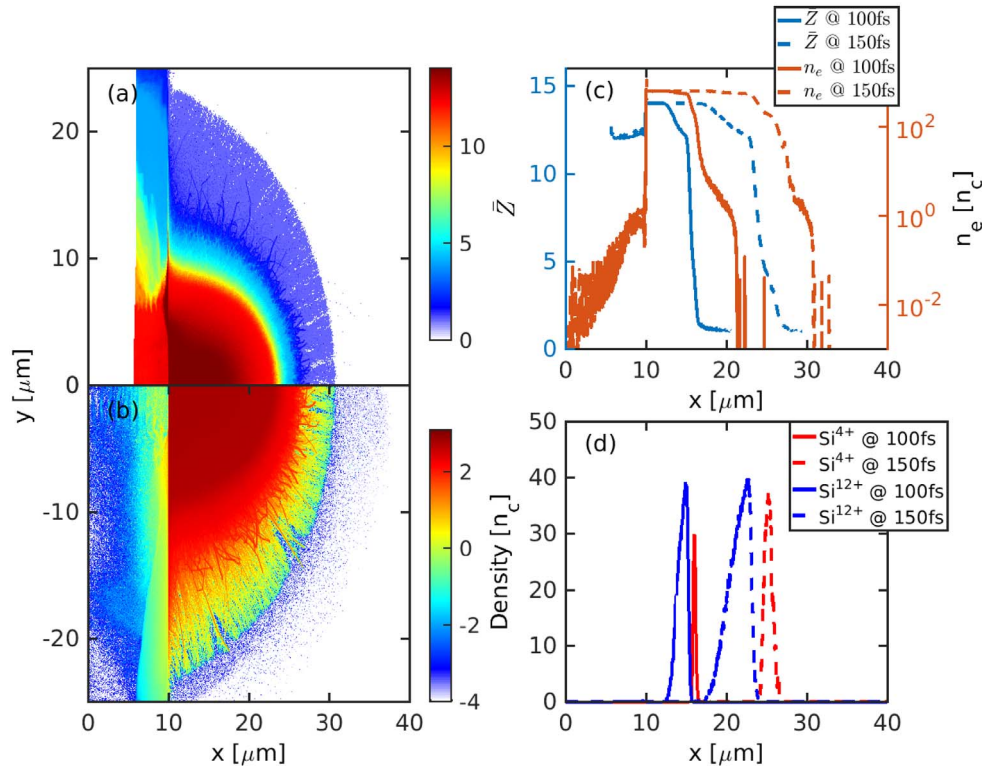 (a)
20
10
0
y [μm]
10
5
0
Z̄
(b)
-10
-20
0 10 20 30 40
x [μm]
2
0
-2
-4
Density [n_c]
Z̄ @ 100fs
Z̄ @ 150fs
n_e @ 100fs
n_e @ 150fs
(c)
15
10
5
0
10^2
10^0
10^-2
n_e [n_c]
0 10 20 30 40
x [μm]
(d)
Si^4+ @ 100fs
Si^4+ @ 150fs
Si^12+ @ 100fs
Si^12+ @ 150fs
50
40
30
20
10
0
0 10 20 30 40
x [μm]